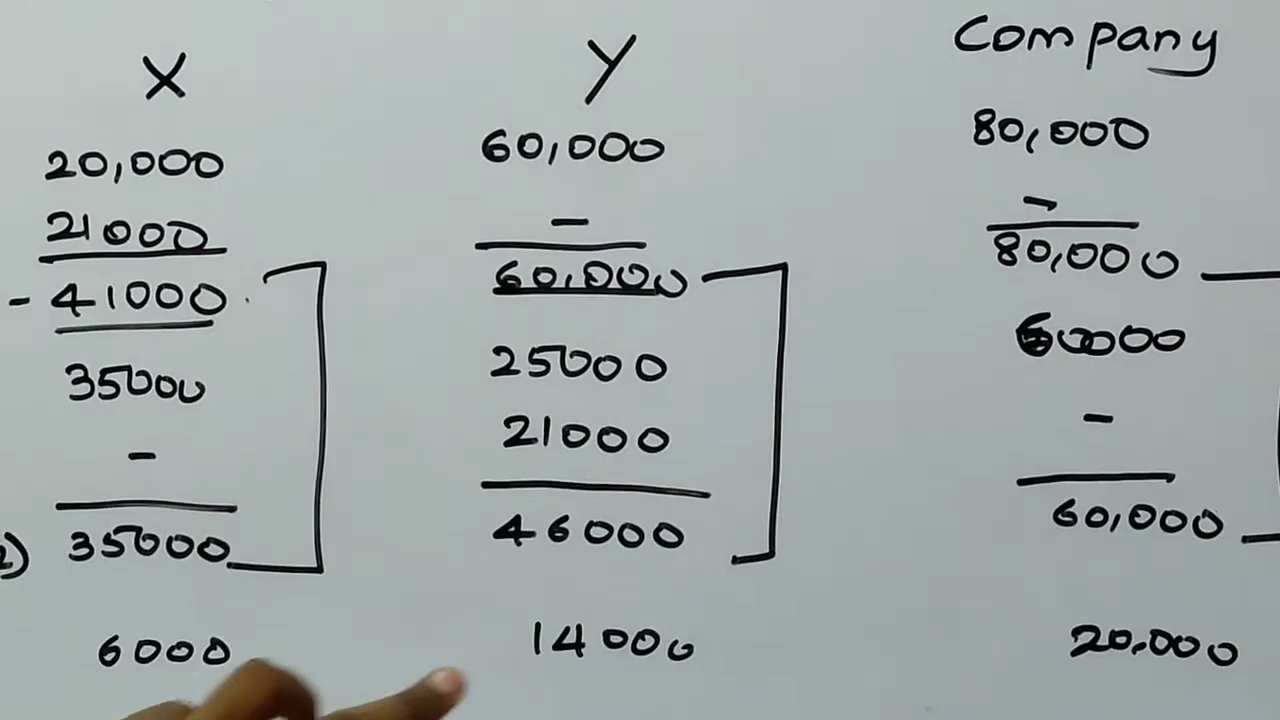 X Y Company
20,000 60,000 80,000
21000 - -
- 41000 60,000 80,000
35000 25000 60000
- 21000 -
35000 46000 60,000
6000 14000 20,000